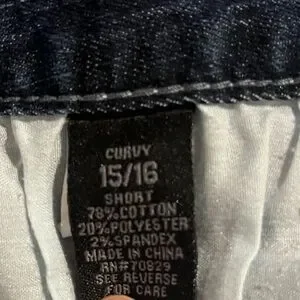 CURVY
15/16
SHORT
78%COTTON
20%POLYESTER
2%SPANDEX
MADE IN CHINA
RN#70829
SEE REVERSE
FOR CARE